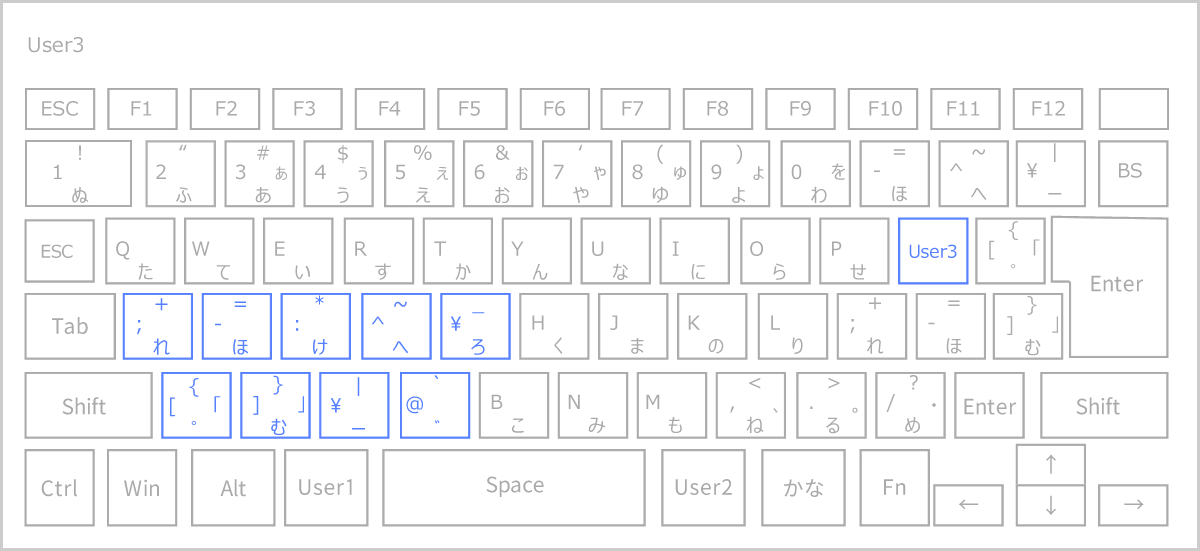 User3
ESC F1 F2 F3 F4 F5 F6 F7 F8 F9 F10 F11 F12
! “ # $ % & ‘ ( ) = ~ |
1 2 3 ぁ 4 ぅ 5 ぇ 6 ぉ 7 ゃ 8 ゅ 9 ょ 0 を - ^ ¥ BS
ぬ ふ あ う え お や ゆ よ わ ほ へ ー
ESC Q W E R T Y U I O P User3 { [ 「 Enter
た て い す か ん な に ら せ °
+ = * ~ _ + = }
Tab ; - : ^ ¥ H J K L ; - ] 」
れ ほ け へ ろ く ま の り れ ほ む
{ } | ` < > ?
Shift [ 「 ] 」 ¥ @ B N M , 、 . 。 / ・ Enter Shift
° む ー ゛ こ み も ね る め
Ctrl Win Alt User1 Space User2 かな Fn ↑
← ↓ →